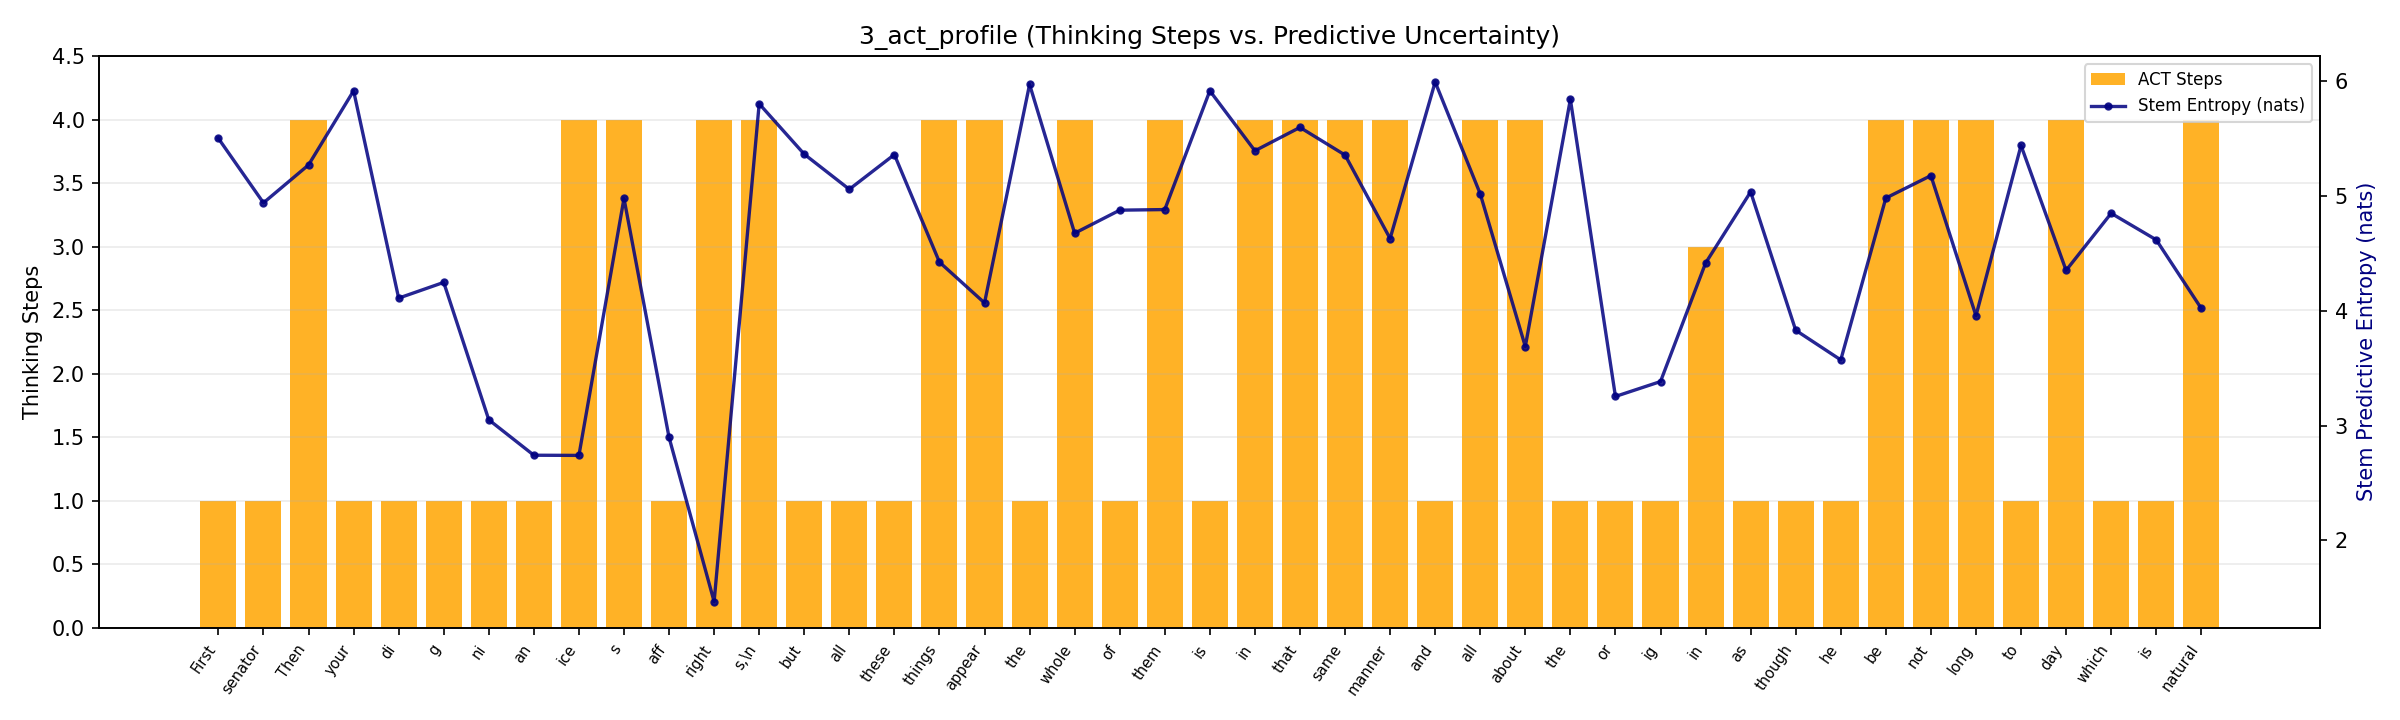 3_act_profile (Thinking Steps vs. Predictive Uncertainty)
ACT Steps
Stem Entropy (nats)
Thinking Steps
4.5
4.0
3.5
3.0
2.5
2.0
1.5
1.0
0.5
0.0
6
5
4
3
2
Stem Predictive Entropy (nats)
First senator Then your di g ni an ice s aff right s,\n but all these things appear the whole of them is in that same manner and all about the or ig in as though he be not long to day which is natural